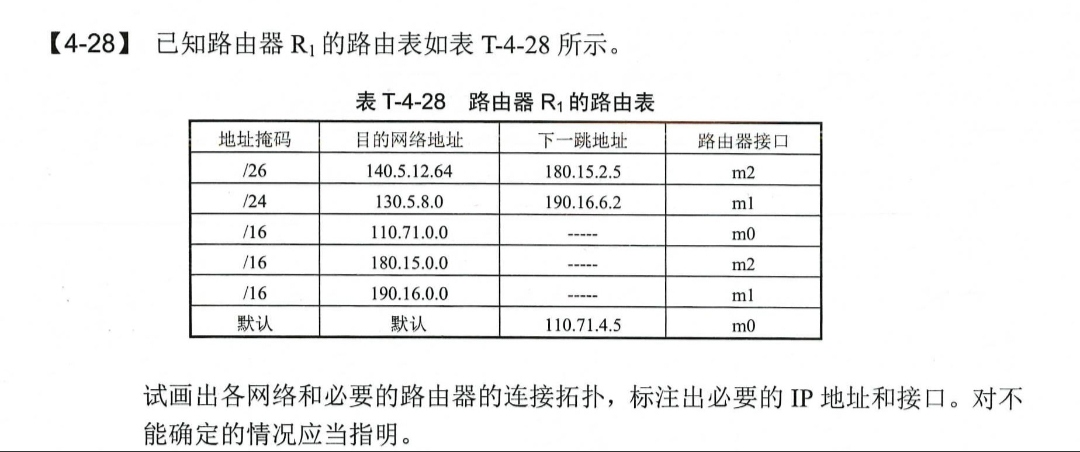 【4-28】 已知路由器 R₁ 的路由表如表 T-4-28 所示。
表 T-4-28 路由器 R₁ 的路由表
地址掩码 目的网络地址 下一跳地址 路由器接口
/26 140.5.12.64 180.15.2.5 m2
/24 130.5.8.0 190.16.6.2 m1
/16 110.71.0.0 ----- m0
/16 180.15.0.0 ----- m2
/16 190.16.0.0 ----- m1
默认 默认 110.71.4.5 m0
试画出各网络和必要的路由器的连接拓扑，标注出必要的 IP 地址和接口。对不
能确定的情况应当指明。